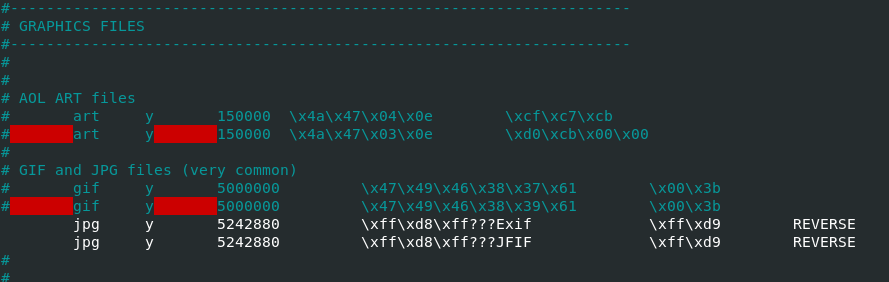 #---------------------------------------------------------------------
# GRAPHICS FILES
#---------------------------------------------------------------------
#
#
# AOL ART files
#       art     y       150000  \x4a\x47\x04\x0e        \xcf\xc7\xcb
#       art     y       150000  \x4a\x47\x03\x0e        \xd0\xcb\x00\x00
#
# GIF and JPG files (very common)
#       gif     y       5000000         \x47\x49\x46\x38\x37\x61        \x00\x3b
#       gif     y       5000000         \x47\x49\x46\x38\x39\x61        \x00\x3b
        jpg     y       5242880         \xff\xd8\xff???Exif             \xff\xd9        REVERSE
        jpg     y       5242880         \xff\xd8\xff???JFIF             \xff\xd9        REVERSE
#
#